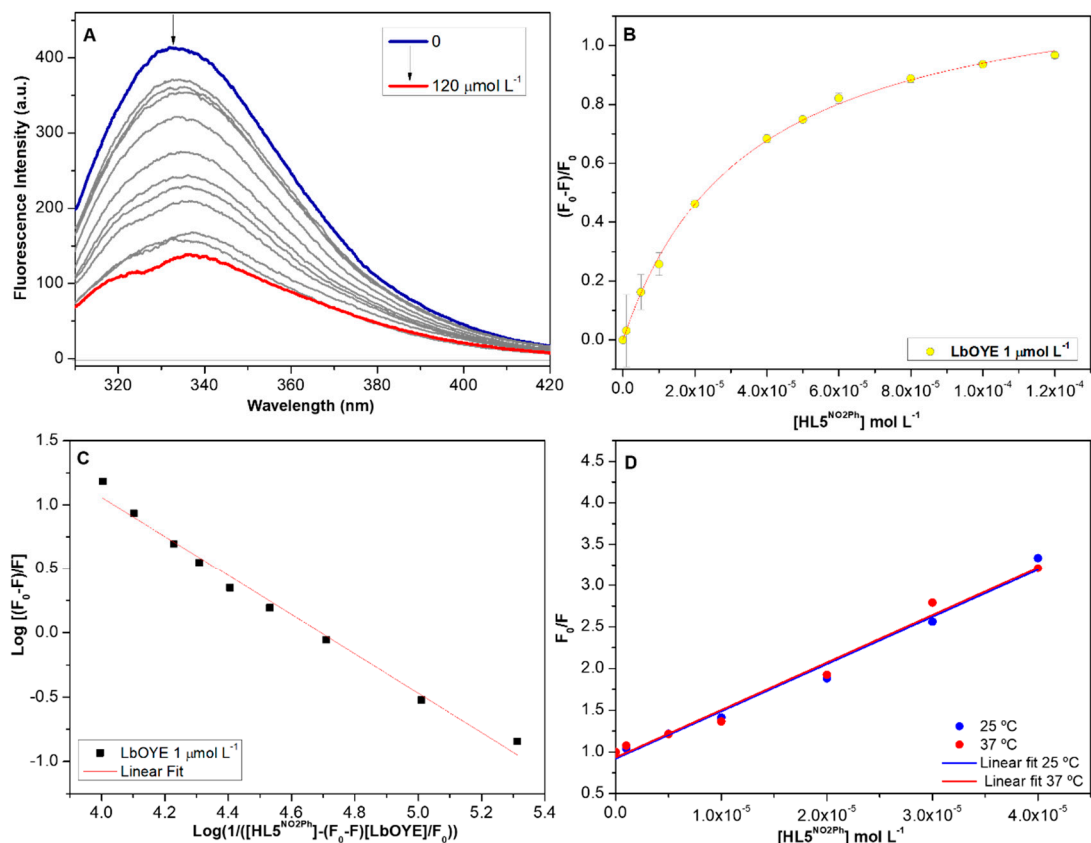 A
0
120 μmol L⁻¹
Fluorescence Intensity (a.u.)
400
300
200
100
0
320 340 360 380 400 420
Wavelength (nm)
B
(F₀-F)/F₀
1.0
0.8
0.6
0.4
0.2
0.0
LbOYE 1 μmol L⁻¹
0.0 2.0x10⁻⁵ 4.0x10⁻⁵ 6.0x10⁻⁵ 8.0x10⁻⁵ 1.0x10⁻⁴ 1.2x10⁻⁴
[HL5ᴺᴼ²ᴾʰ] mol L⁻¹
C
Log [(F₀-F)/F]
1.5
1.0
0.5
0.0
-0.5
-1.0
LbOYE 1 μmol L⁻¹
Linear Fit
4.0 4.2 4.4 4.6 4.8 5.0 5.2 5.4
Log(1/([HL5ᴺᴼ²ᴾʰ]-(F₀-F)[LbOYE]/F₀))
D
F₀/F
4.5
4.0
3.5
3.0
2.5
2.0
1.5
1.0
0.5
0.0
25 ºC
37 ºC
Linear fit 25 ºC
Linear fit 37 ºC
0.0 1.0x10⁻⁵ 2.0x10⁻⁵ 3.0x10⁻⁵ 4.0x10⁻⁵
[HL5ᴺᴼ²ᴾʰ] mol L⁻¹